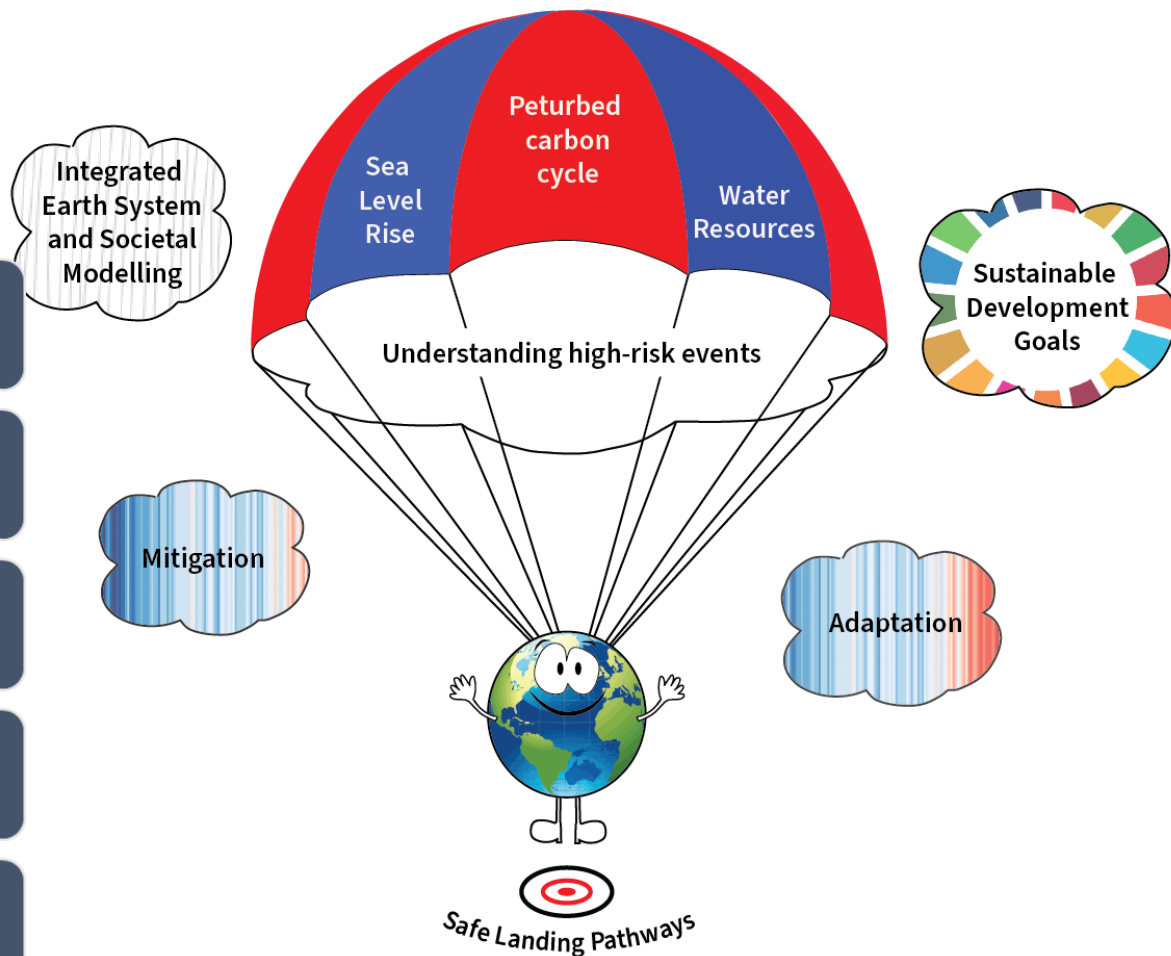 Peturbed
carbon
cycle
Sea
Level
Rise
Water
Resources
Integrated
Earth System
and Societal
Modelling
Sustainable
Development
Goals
Understanding high-risk events
Mitigation
Adaptation
Safe Landing Pathways